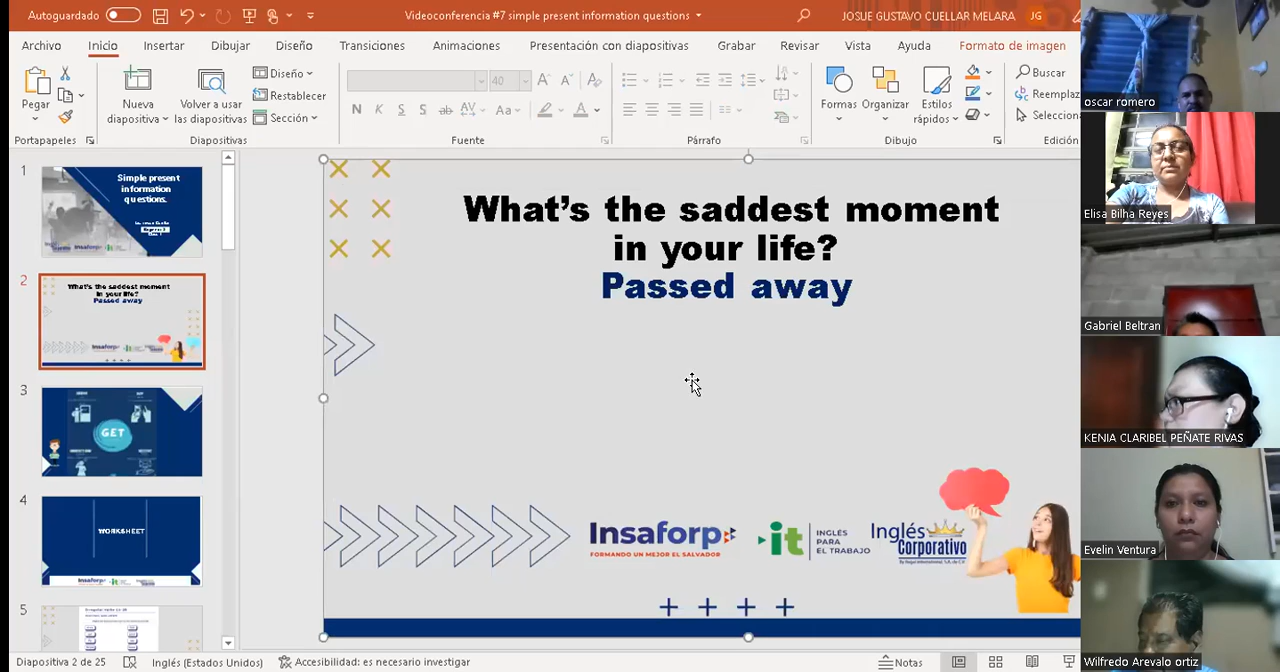 Autoguardado
Videoconferencia #7 simple present information questions
JOSUE GUSTAVO CUELLAR MELARA
JG
Archivo
Inicio
Insertar
Dibujar
Diseño
Transiciones
Animaciones
Presentación con diapositivas
Grabar
Revisar
Vista
Ayuda
Formato de imagen
Pegar
Nueva
diapositiva
Volver a usar
las diapositivas
Diseño
Restablecer
Sección
40
N K S S ab AV Aa
Formas
Organizar
Estilos
rápidos
Buscar
Reemplaz
Seleccion
Portapapeles
Diapositivas
Fuente
Párrafo
Dibujo
Edición
1
Simple present
information
questions.
2
What's the saddest moment
in your life?
Passed away
3
GET
4
WORKSHEET
5
What's the saddest moment
in your life?
Passed away
Insaforp
FORMANDO UN MEJOR EL SALVADOR
it
INGLÉS
PARA
EL TRABAJO
Inglés
Corporativo
oscar romero
Elisa Bilha Reyes
Gabriel Beltran
KENIA CLARIBEL PEÑATE RIVAS
Evelin Ventura
Wilfredo Arevalo ortiz
Diapositiva 2 de 25
Inglés (Estados Unidos)
Accesibilidad: es necesario investigar
Notas